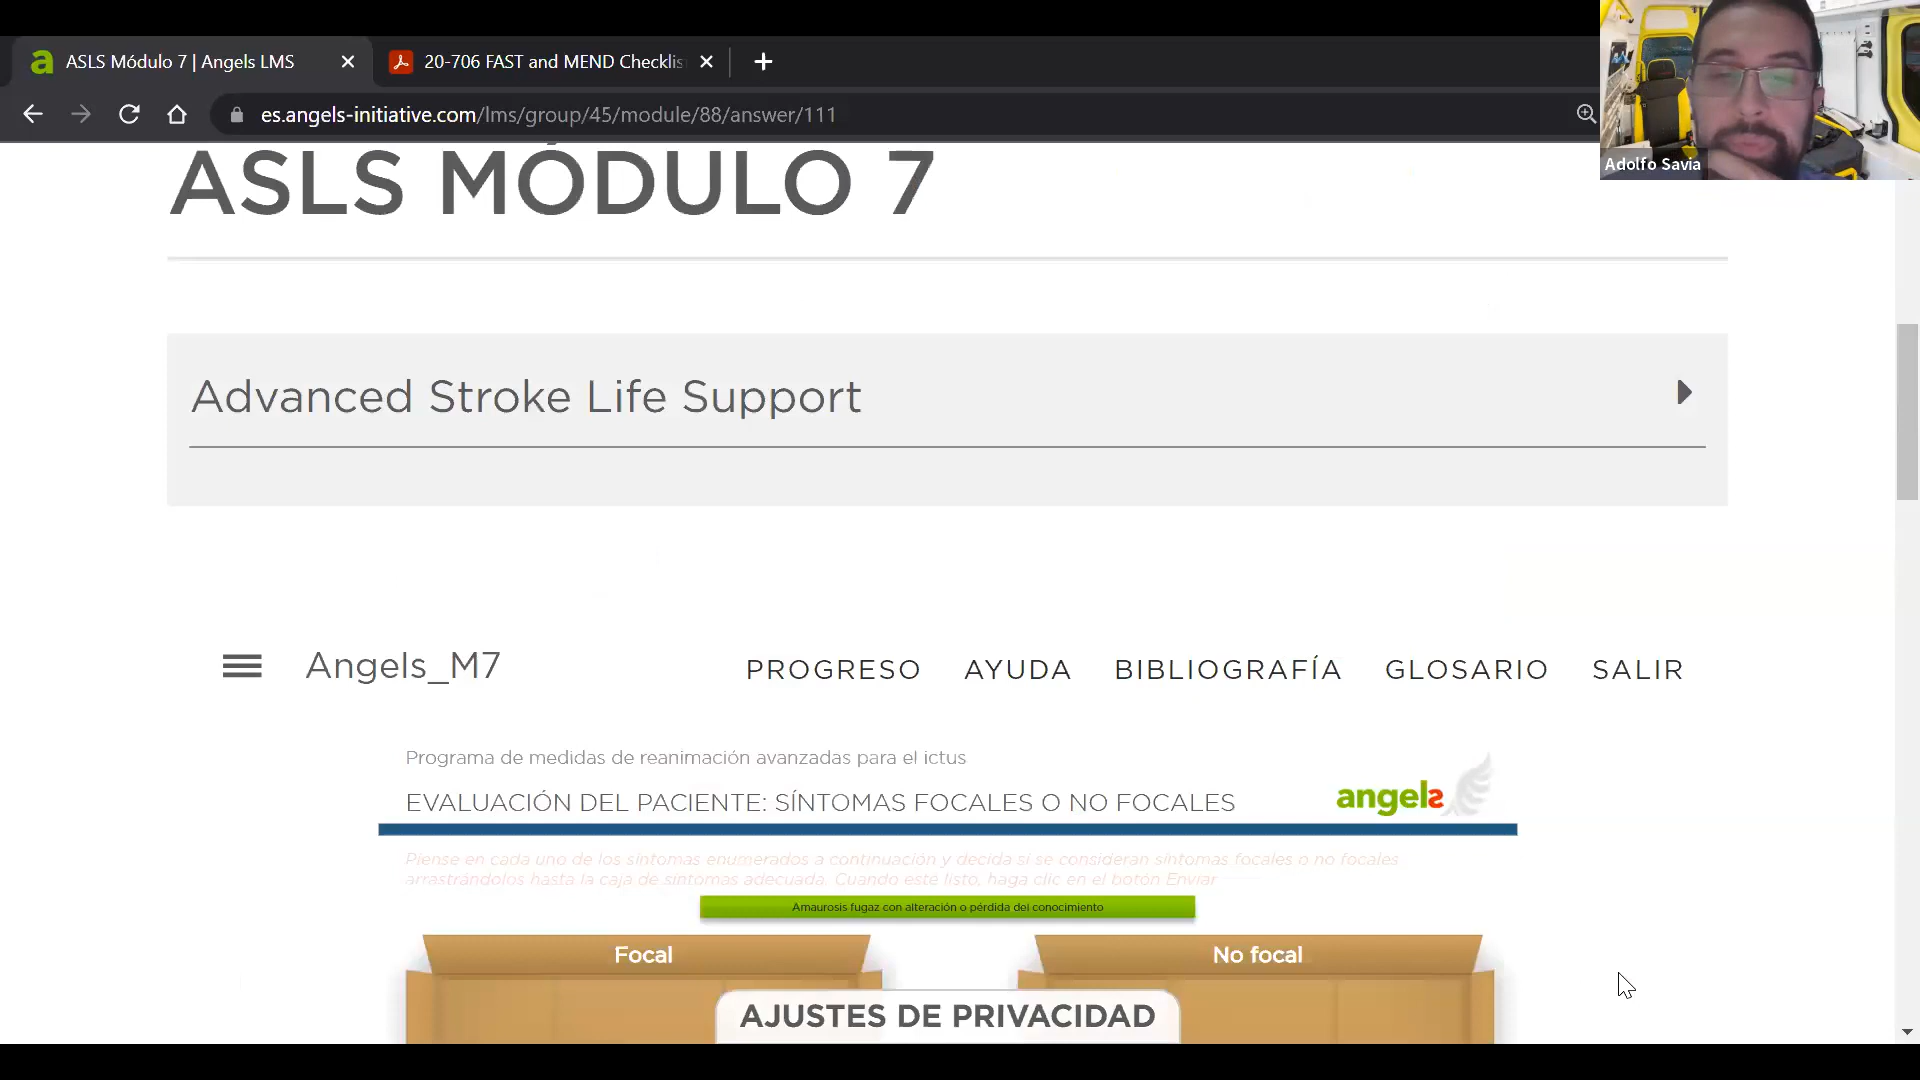 ASLS Módulo 7 | Angels LMS
20-706 FAST and MEND Checklis
es.angels-initiative.com/lms/group/45/module/88/answer/111
Adolfo Savia
ASLS MÓDULO 7
Advanced Stroke Life Support
Angels_M7
PROGRESO
AYUDA
BIBLIOGRAFÍA
GLOSARIO
SALIR
Programa de medidas de reanimación avanzadas para el ictus
EVALUACIÓN DEL PACIENTE: SÍNTOMAS FOCALES O NO FOCALES
angels
Piense en cada uno de los síntomas enumerados a continuación y decida si se consideran síntomas focales o no focales
arrastrándolos hasta la caja de síntomas adecuada. Cuando esté listo, haga clic en el botón Enviar
Amaurosis fugaz con alteración o pérdida del conocimiento
Focal
No focal
AJUSTES DE PRIVACIDAD